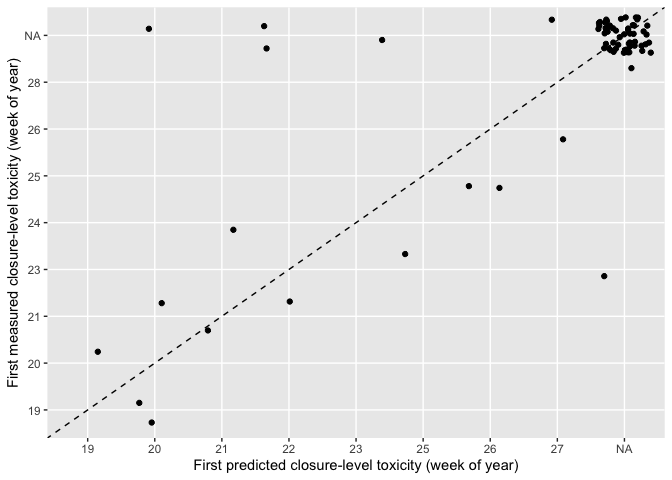 First measured closure-level toxicity (week of year)
NA
28
26
25
24
23
21
20
19
19 20 21 22 23 25 26 27 NA
First predicted closure-level toxicity (week of year)